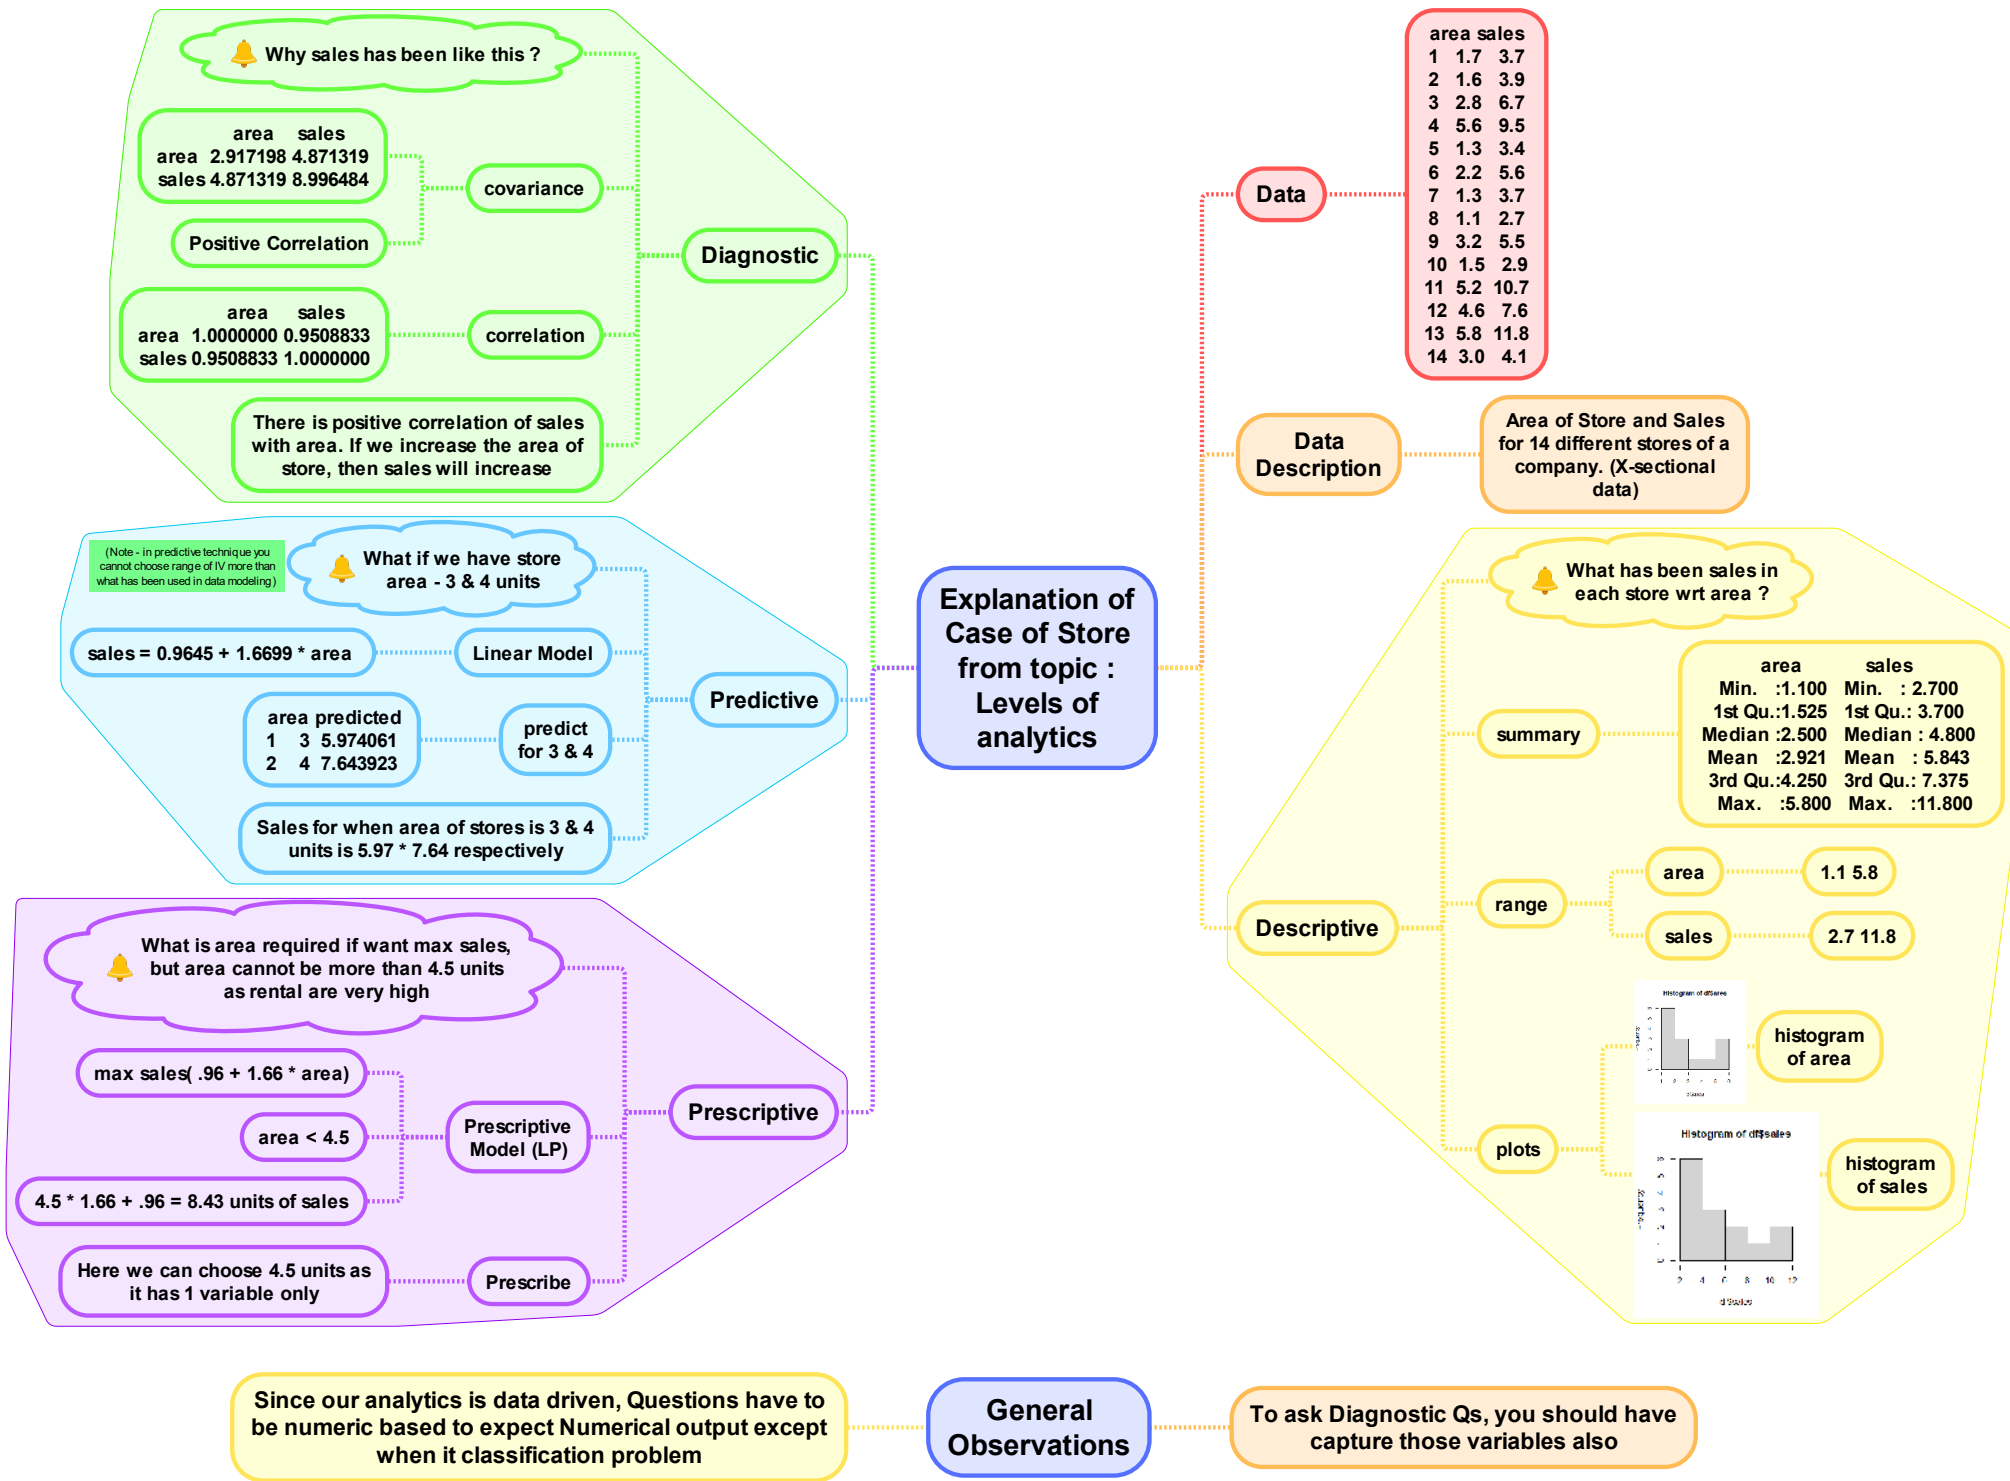 Explanation of
Case of Store
from topic :
Levels of
analytics
Data
area sales
1 1.7 3.7
2 1.6 3.9
3 2.8 6.7
4 5.6 9.5
5 1.3 3.4
6 2.2 5.6
7 1.3 3.7
8 1.1 2.7
9 3.2 5.5
10 1.5 2.9
11 5.2 10.7
12 4.6 7.6
13 5.8 11.8
14 3.0 4.1
Data
Description
Area of Store and Sales
for 14 different stores of a
company. (X-sectional
data)
Descriptive
What has been sales in
each store wrt area ?
summary
area sales
Min. :1.100 Min. : 2.700
1st Qu.:1.525 1st Qu.: 3.700
Median :2.500 Median : 4.800
Mean :2.921 Mean : 5.843
3rd Qu.:4.250 3rd Qu.: 7.375
Max. :5.800 Max. :11.800
range
area
1.1 5.8
sales
2.7 11.8
plots
Histogram of df$area
histogram
of area
Histogram of df$sales
2 4 6 8 10 12
histogram
of sales
Diagnostic
Why sales has been like this ?
covariance
area sales
area 2.917198 4.871319
sales 4.871319 8.996484
Positive Correlation
correlation
area sales
area 1.0000000 0.9508833
sales 0.9508833 1.0000000
There is positive correlation of sales
with area. If we increase the area of
store, then sales will increase
Predictive
(Note - in predictive technique you
cannot choose range of IV more than
what has been used in data modeling)
What if we have store
area - 3 & 4 units
Linear Model
sales = 0.9645 + 1.6699 * area
predict
for 3 & 4
area predicted
1 3 5.974061
2 4 7.643923
Sales for when area of stores is 3 & 4
units is 5.97 * 7.64 respectively
Prescriptive
What is area required if want max sales,
but area cannot be more than 4.5 units
as rental are very high
Prescriptive
Model (LP)
max sales( .96 + 1.66 * area)
area < 4.5
4.5 * 1.66 + .96 = 8.43 units of sales
Prescribe
Here we can choose 4.5 units as
it has 1 variable only
General
Observations
Since our analytics is data driven, Questions have to
be numeric based to expect Numerical output except
when it classification problem
To ask Diagnostic Qs, you should have
capture those variables also